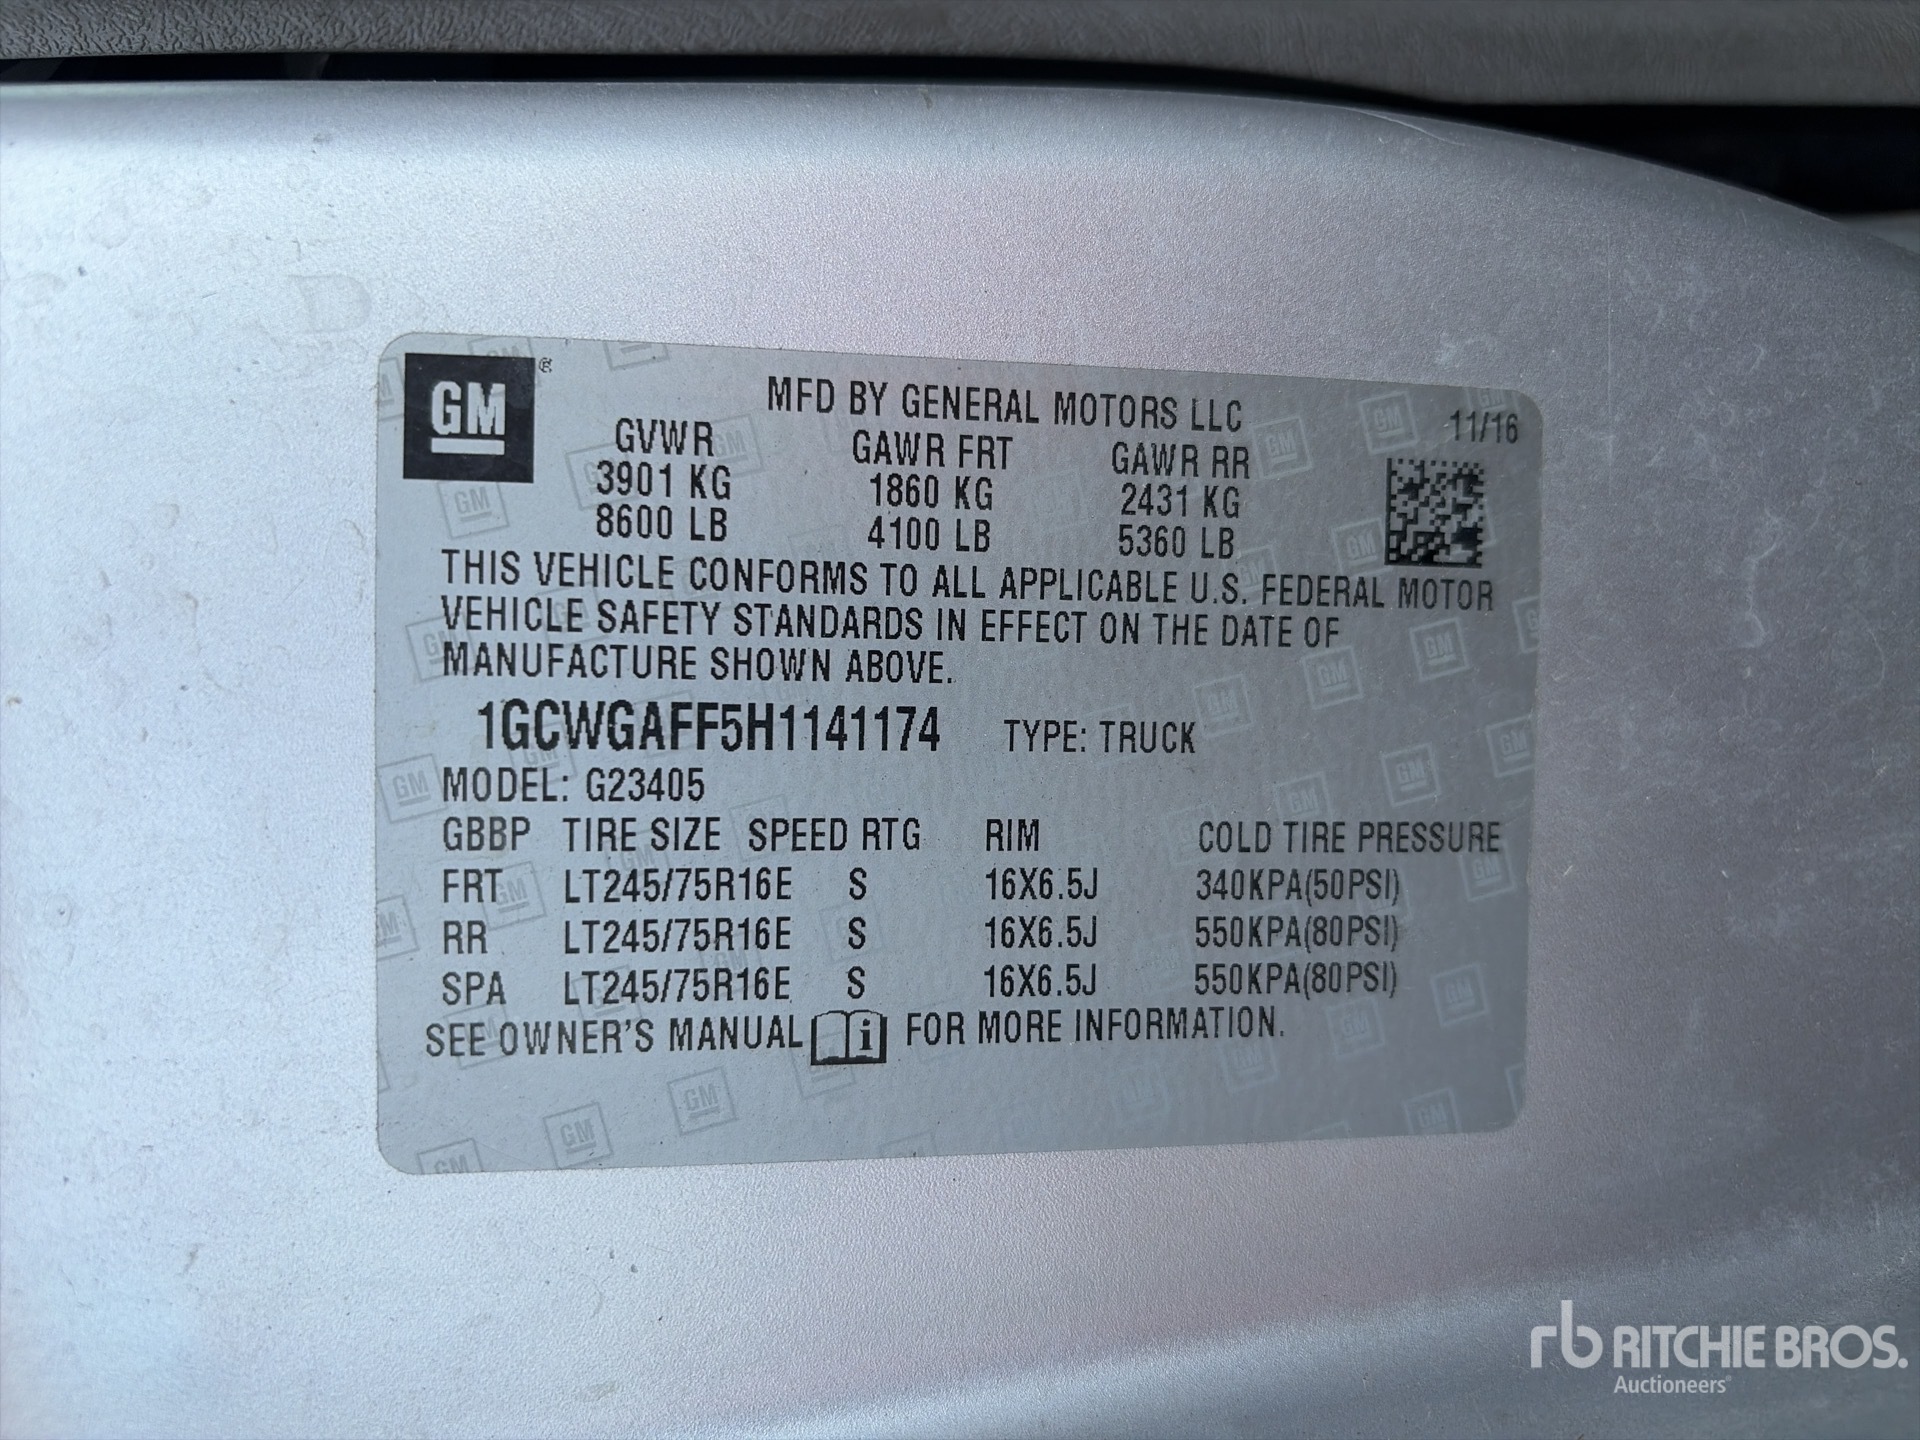 GM ®
MFD BY GENERAL MOTORS LLC 11/16
GVWR GAWR FRT GAWR RR
3901 KG 1860 KG 2431 KG
8600 LB 4100 LB 5360 LB
THIS VEHICLE CONFORMS TO ALL APPLICABLE U.S. FEDERAL MOTOR
VEHICLE SAFETY STANDARDS IN EFFECT ON THE DATE OF
MANUFACTURE SHOWN ABOVE.
1GCWGAFF5H1141174 TYPE: TRUCK
MODEL: G23405
GBBP TIRE SIZE SPEED RTG RIM COLD TIRE PRESSURE
FRT LT245/75R16E S 16X6.5J 340KPA(50PSI)
RR LT245/75R16E S 16X6.5J 550KPA(80PSI)
SPA LT245/75R16E S 16X6.5J 550KPA(80PSI)
SEE OWNER'S MANUAL i FOR MORE INFORMATION.
rb RITCHIE BROS.
Auctioneers